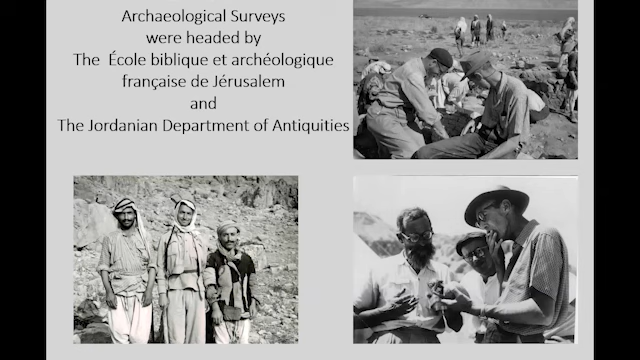 Archaeological Surveys
were headed by
The École biblique et archéologique
française de Jérusalem
and
The Jordanian Department of Antiquities